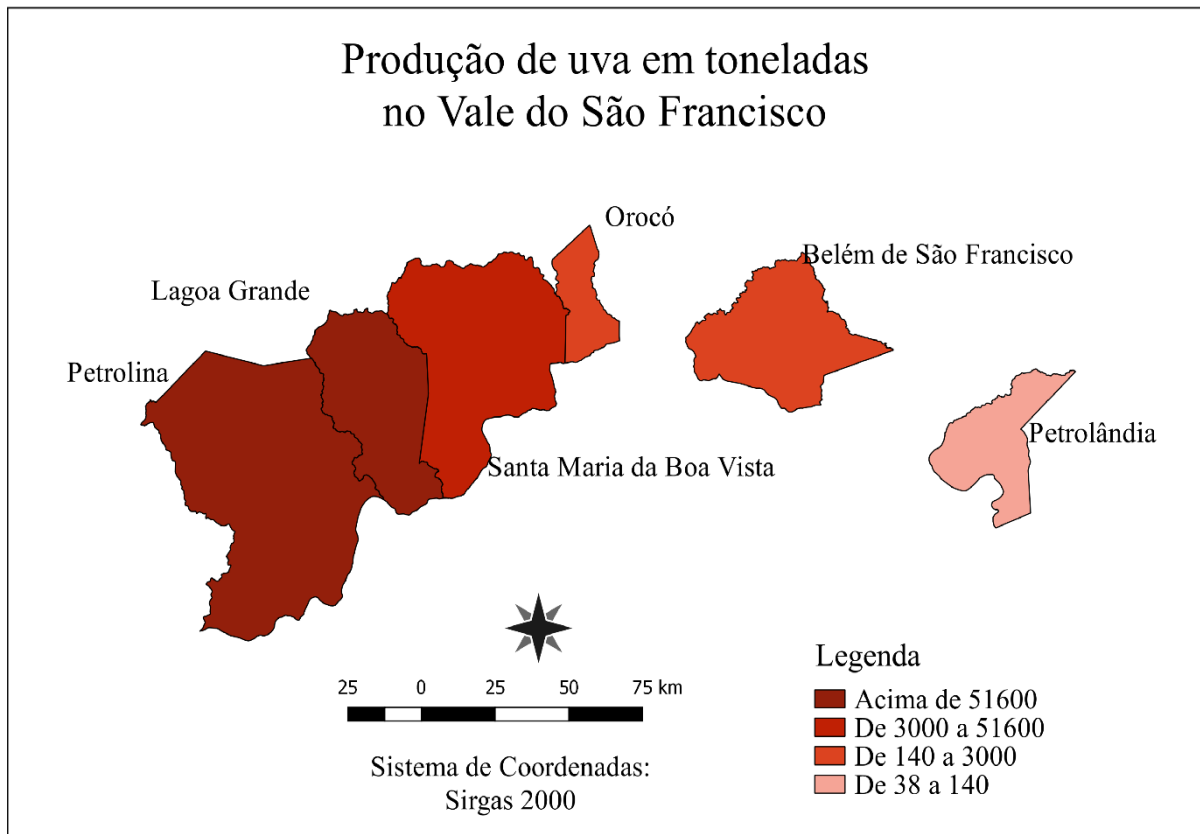 Produção de uva em toneladas
no Vale do São Francisco
Orocó
Belém de São Francisco
Lagoa Grande
Petrolina
Petrolândia
Santa Maria da Boa Vista
25 0 25 50 75 km
Sistema de Coordenadas:
Sirgas 2000
Legenda
Acima de 51600
De 3000 a 51600
De 140 a 3000
De 38 a 140